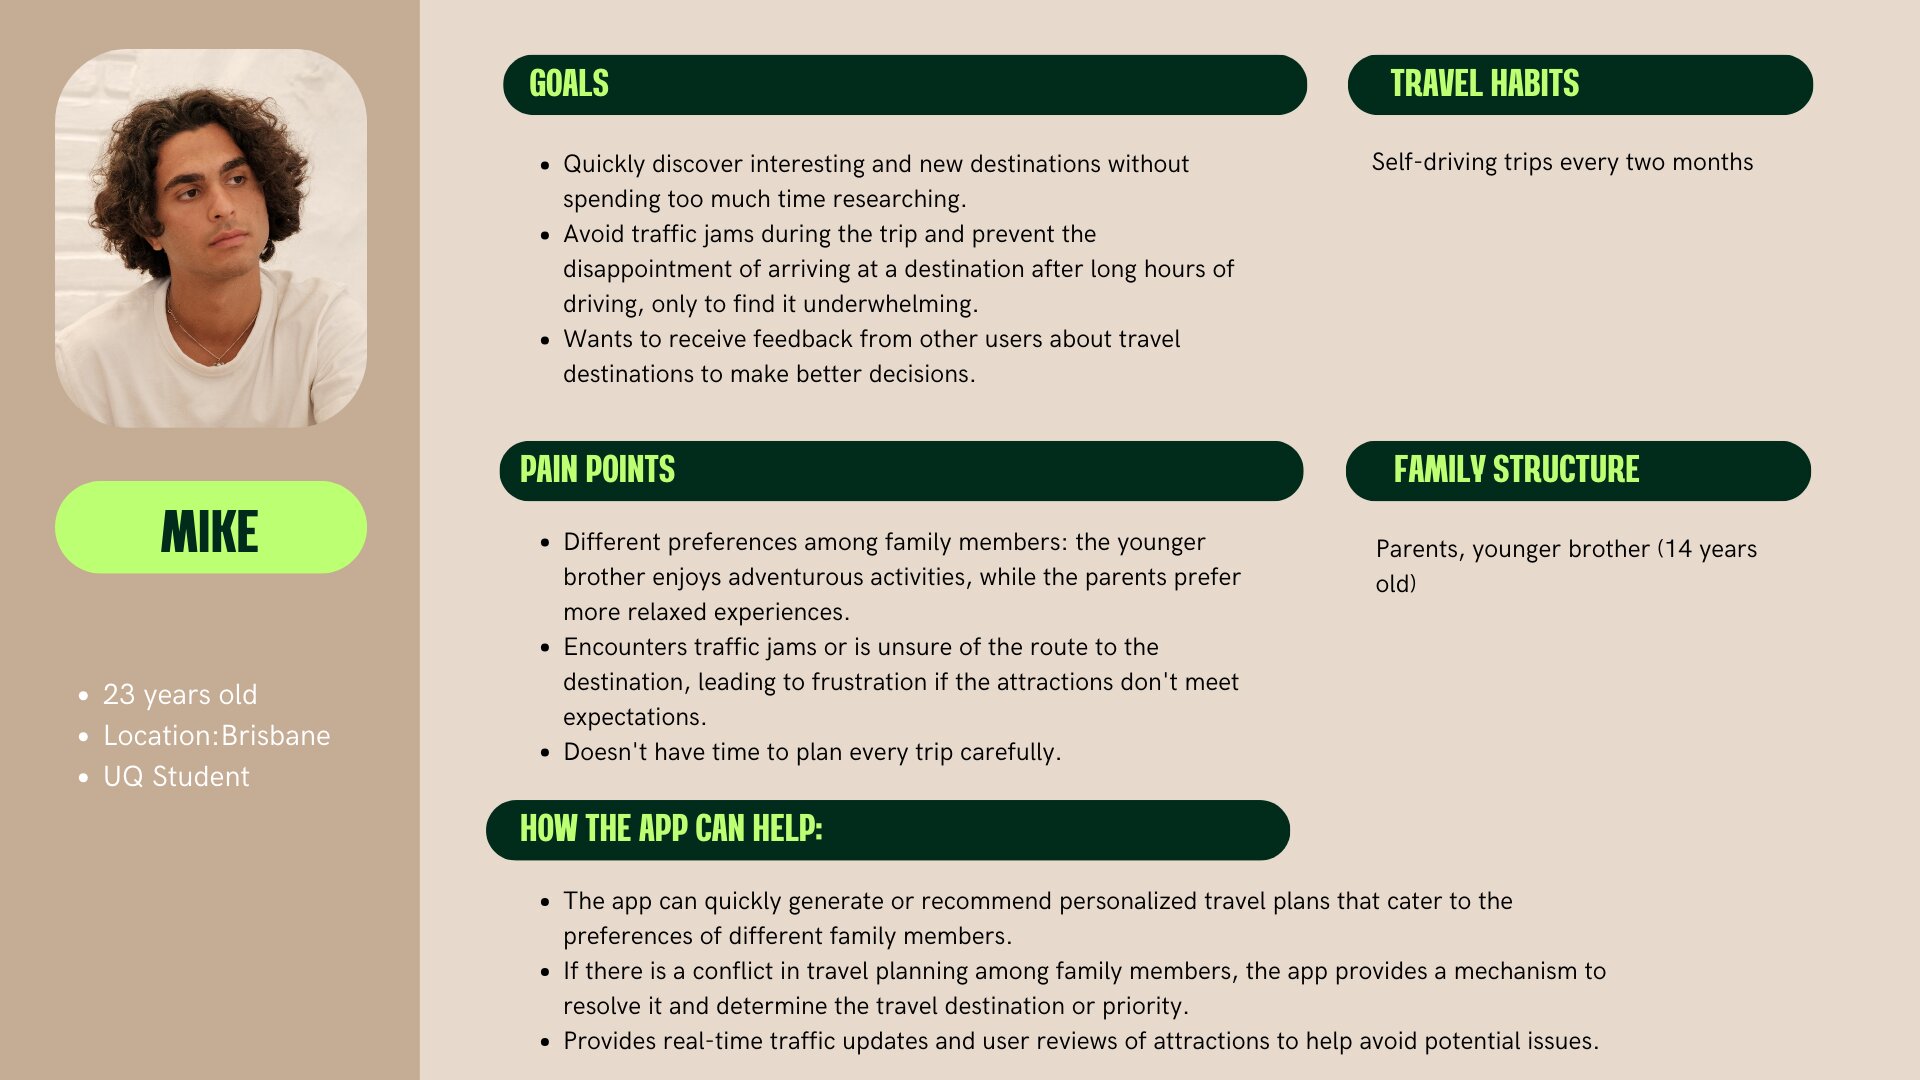 MIKE
• 23 years old
• Location:Brisbane
• UQ Student
GOALS
• Quickly discover interesting and new destinations without
spending too much time researching.
• Avoid traffic jams during the trip and prevent the
disappointment of arriving at a destination after long hours of
driving, only to find it underwhelming.
• Wants to receive feedback from other users about travel
destinations to make better decisions.
TRAVEL HABITS
Self-driving trips every two months
PAIN POINTS
• Different preferences among family members: the younger
brother enjoys adventurous activities, while the parents prefer
more relaxed experiences.
• Encounters traffic jams or is unsure of the route to the
destination, leading to frustration if the attractions don't meet
expectations.
• Doesn't have time to plan every trip carefully.
FAMILY STRUCTURE
Parents, younger brother (14 years
old)
HOW THE APP CAN HELP:
• The app can quickly generate or recommend personalized travel plans that cater to the
preferences of different family members.
• If there is a conflict in travel planning among family members, the app provides a mechanism to
resolve it and determine the travel destination or priority.
• Provides real-time traffic updates and user reviews of attractions to help avoid potential issues.